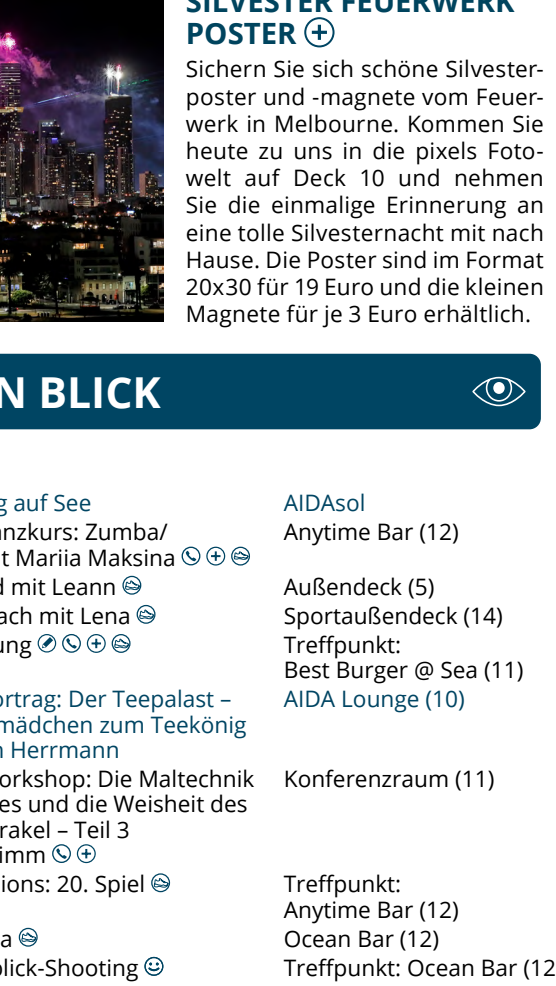 SILVESTER FEUERWERK
POSTER
Sichern Sie sich schöne Silvester-
poster und -magnete vom Feuer-
werk in Melbourne. Kommen Sie
heute zu uns in die pixels Foto-
welt auf Deck 10 und nehmen
Sie die einmalige Erinnerung an
eine tolle Silvesternacht mit nach
Hause. Die Poster sind im Format
20x30 für 19 Euro und die kleinen
Magnete für je 3 Euro erhältlich.
N BLICK
g auf See AIDAsol
anzkurs: Zumba/ Anytime Bar (12)
t Mariia Maksina
d mit Leann Außendeck (5)
ach mit Lena Sportaußendeck (14)
ung Treffpunkt:
Best Burger @ Sea (11)
ortrag: Der Teepalast – AIDA Lounge (10)
mädchen zum Teekönig
n Herrmann
orkshop: Die Maltechnik Konferenzraum (11)
es und die Weisheit des
rakel – Teil 3
imm
ions: 20. Spiel Treffpunkt:
Anytime Bar (12)
a Ocean Bar (12)
blick-Shooting Treffpunkt: Ocean Bar (12